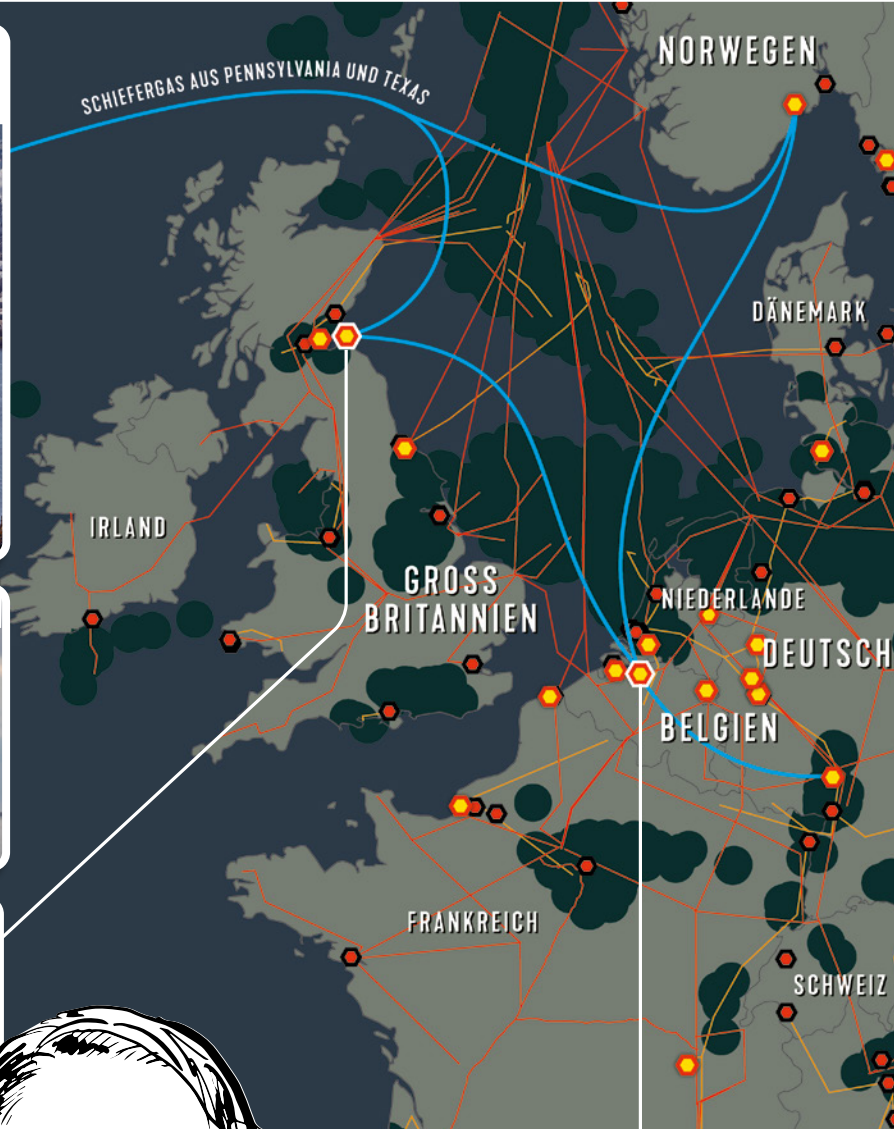 NORWEGEN
SCHIEFERGAS AUS PENNSYLVANIA UND TEXAS
DÄNEMARK
IRLAND
GROSS
BRITANNIEN
NIEDERLANDE
DEUTSCH
BELGIEN
FRANKREICH
SCHWEIZ